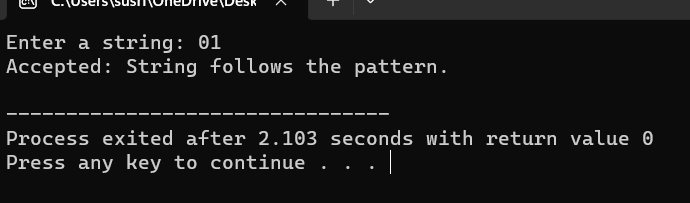 C:\Users\susri\OneDrive\Desk
Enter a string: 01
Accepted: String follows the pattern.
--------------------------------
Process exited after 2.103 seconds with return value 0
Press any key to continue . . .